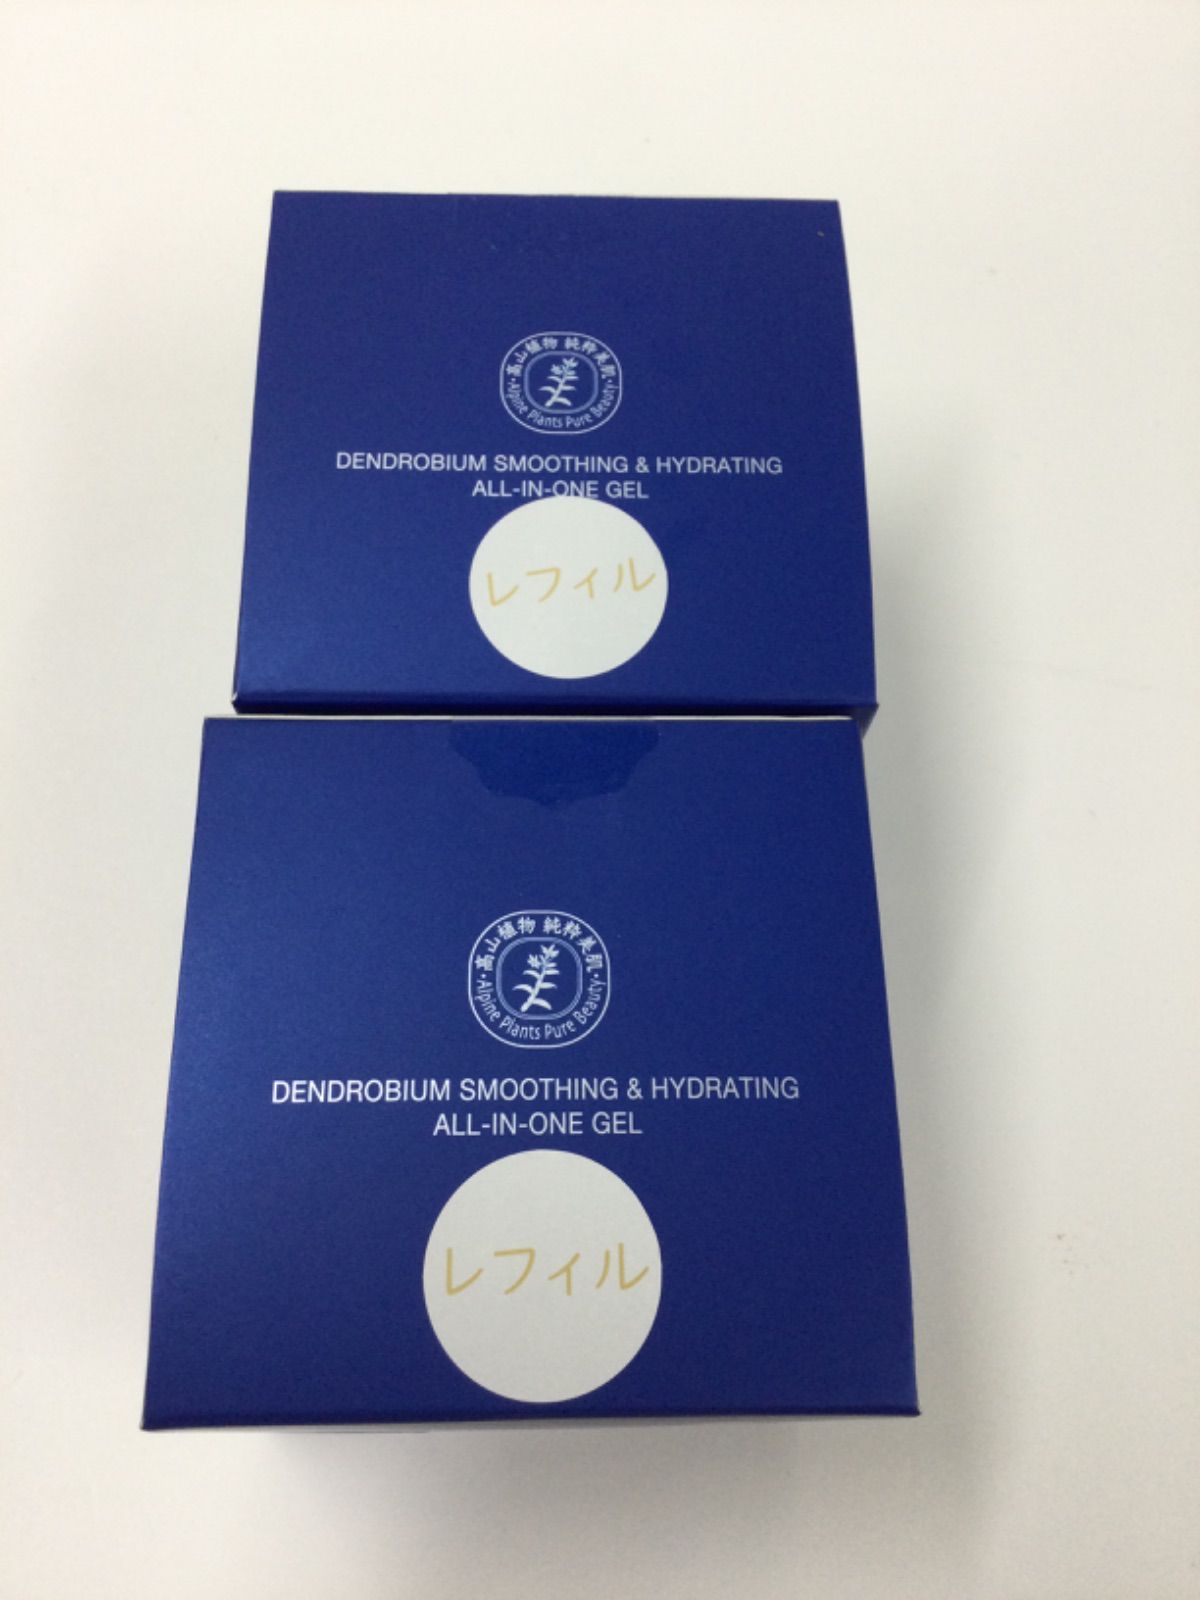 高山植物 純粋美肌
・Alpine Plants Pure Beauty・
DENDROBIUM SMOOTHING & HYDRATING
ALL-IN-ONE GEL
レフィル
高山植物 純粋美肌
・Alpine Plants Pure Beauty・
DENDROBIUM SMOOTHING & HYDRATING
ALL-IN-ONE GEL
レフィル